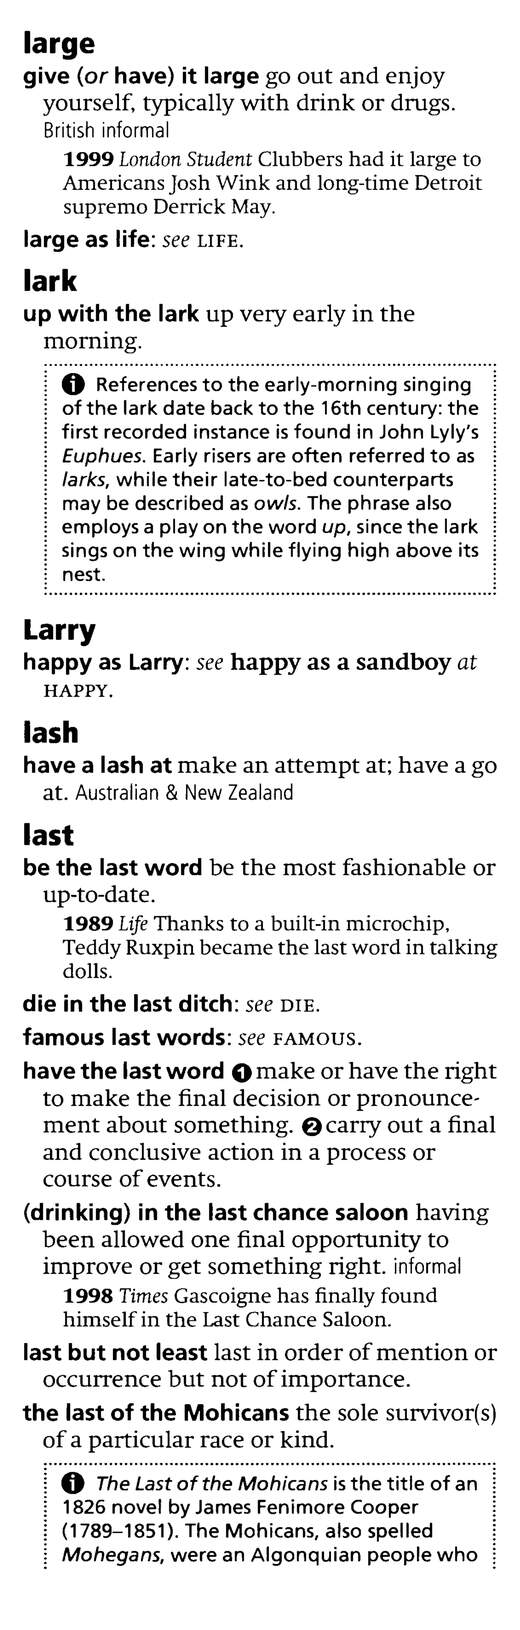 large
give (or have) it large go out and enjoy
yourself, typically with drink or drugs.
British informal
1999 London Student Clubbers had it large to
Americans Josh Wink and long-time Detroit
supremo Derrick May.
large as life: see LIFE.
lark
up with the lark up very early in the
morning.
i References to the early-morning singing
of the lark date back to the 16th century: the
first recorded instance is found in John Lyly's
Euphues. Early risers are often referred to as
larks, while their late-to-bed counterparts
may be described as owls. The phrase also
employs a play on the word up, since the lark
sings on the wing while flying high above its
nest.
Larry
happy as Larry: see happy as a sandboy at
HAPPY.
lash
have a lash at make an attempt at; have a go
at. Australian & New Zealand
last
be the last word be the most fashionable or
up-to-date.
1989 Life Thanks to a built-in microchip,
Teddy Ruxpin became the last word in talking
dolls.
die in the last ditch: see DIE.
famous last words: see FAMOUS.
have the last word ❶ make or have the right
to make the final decision or pronounce-
ment about something. ❷ carry out a final
and conclusive action in a process or
course of events.
(drinking) in the last chance saloon having
been allowed one final opportunity to
improve or get something right. informal
1998 Times Gascoigne has finally found
himself in the Last Chance Saloon.
last but not least last in order of mention or
occurrence but not of importance.
the last of the Mohicans the sole survivor(s)
of a particular race or kind.
i The Last of the Mohicans is the title of an
1826 novel by James Fenimore Cooper
(1789–1851). The Mohicans, also spelled
Mohegans, were an Algonquian people who